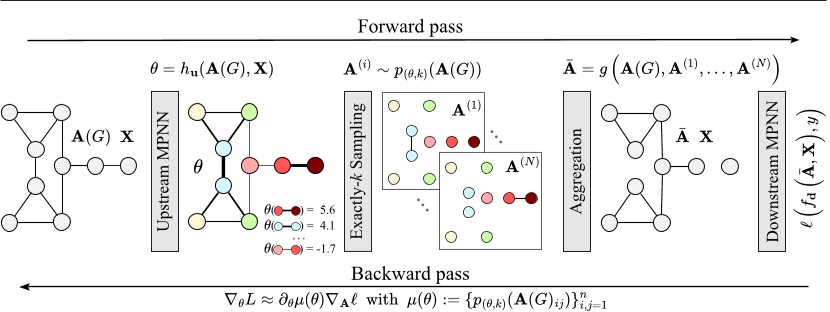 Forward pass
θ = h_u(A(G), X)
A^(i) ∼ p_(θ,k)(A(G))
Ā = g(A(G), A^(1), . . . , A^(N))
A(G) X
Upstream MPNN
θ
θ( ) = 5.6
θ( ) = 4.1
...
θ( ) = -1.7
Exactly-k Sampling
A^(1)
A^(N)
Aggregation
Ā X
Downstream MPNN
ℓ(f_d(Ā, X), y)
Backward pass
∇_θL ≈ ∂_θμ(θ)∇_Aℓ with μ(θ) := {p_(θ,k)(A(G)_ij)}^n_i,j=1